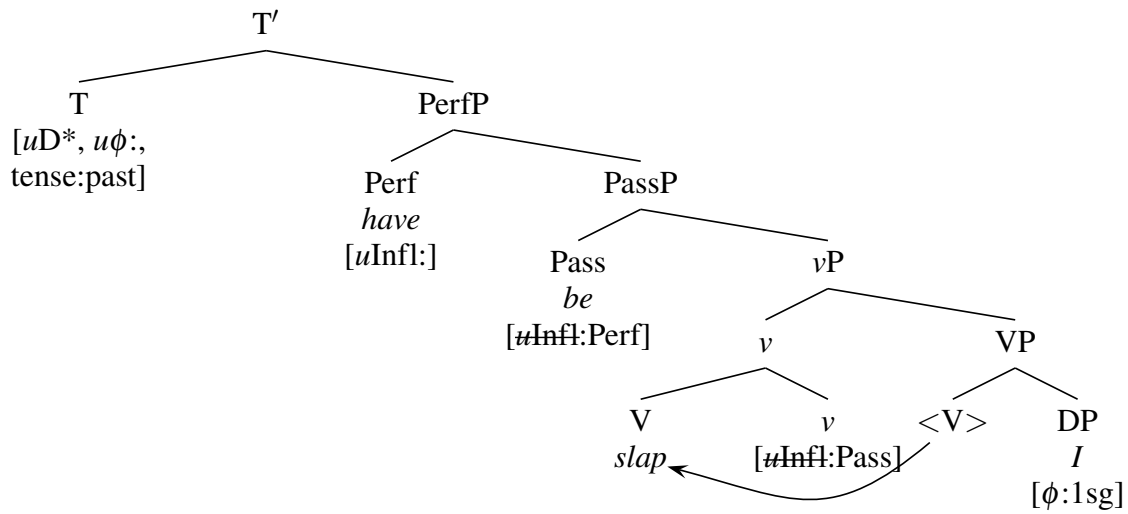 T′
T PerfP
[uD*, uϕ:,
tense:past]
Perf PassP
have
[uInfl:]
Pass vP
be
[uInfl:Perf]
v VP
V v <V> DP
slap [uInfl:Pass] I
[ϕ:1sg]